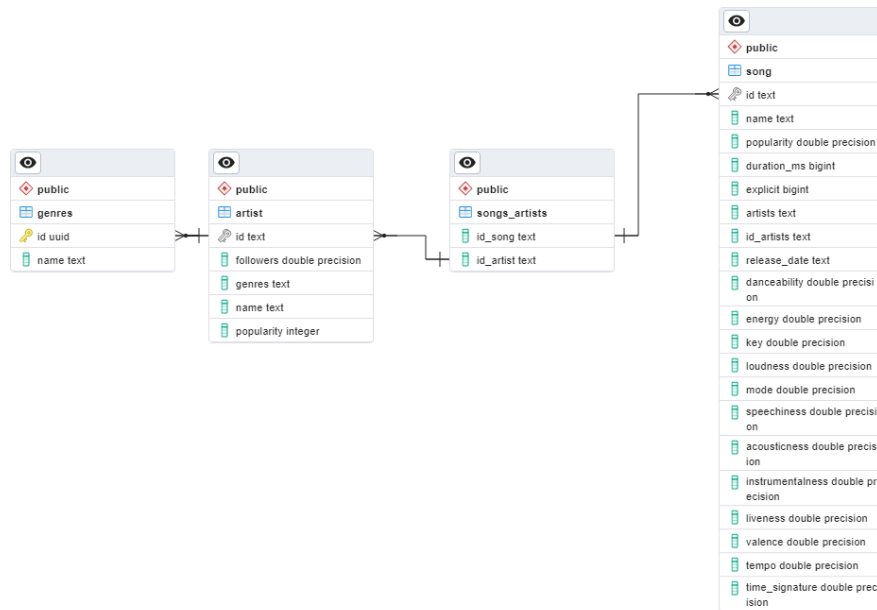 public
genres
id uuid
name text
public
artist
id text
followers double precision
genres text
name text
popularity integer
public
songs_artists
id_song text
id_artist text
public
song
id text
name text
popularity double precision
duration_ms bigint
explicit bigint
artists text
id_artists text
release_date text
danceability double precisi
on
energy double precision
key double precision
loudness double precision
mode double precision
speechiness double precisi
on
acousticness double precis
ion
instrumentalness double pr
ecision
liveness double precision
valence double precision
tempo double precision
time_signature double prec
ision